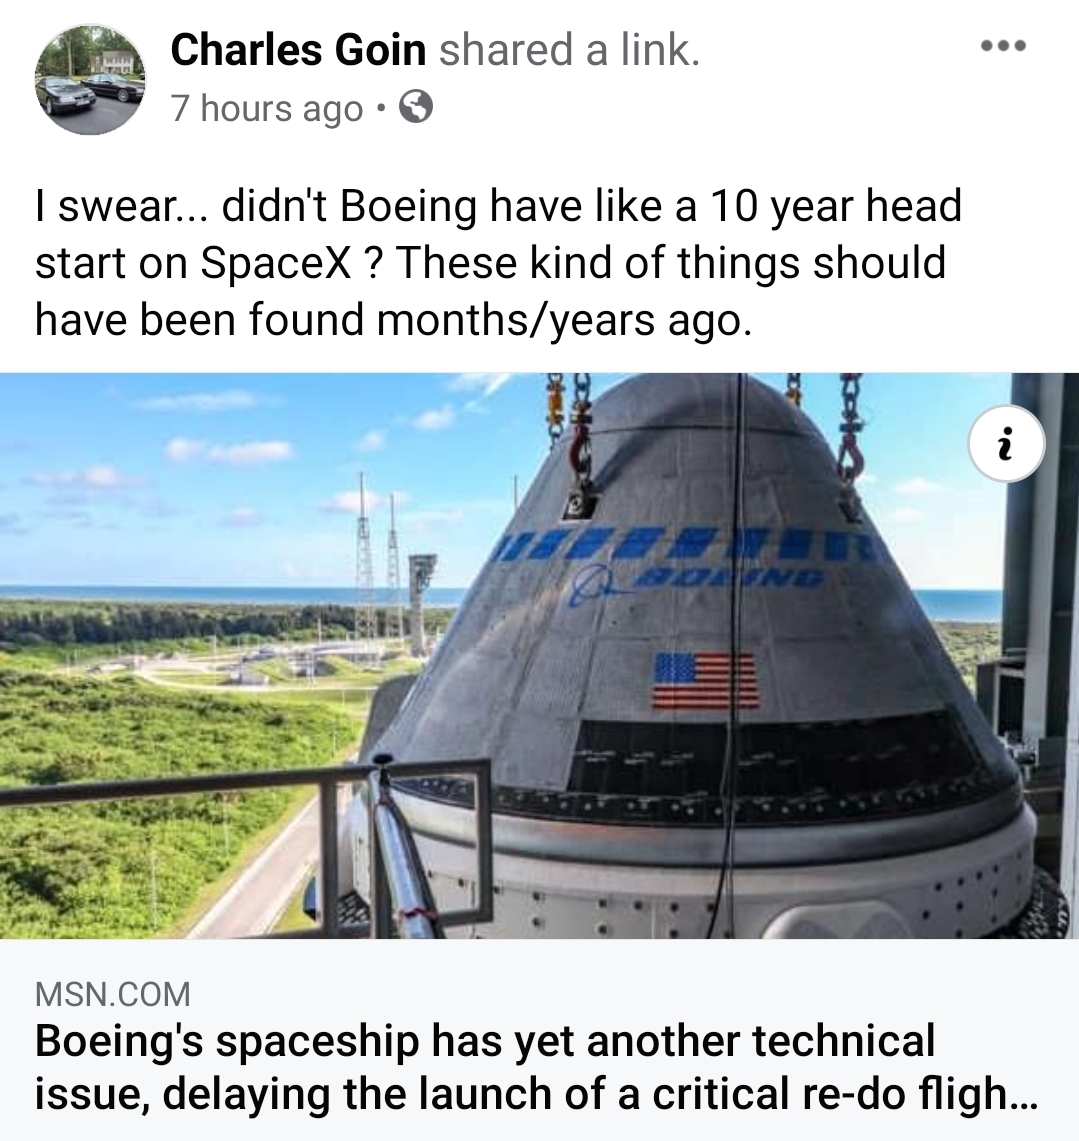 Charles Goin shared a link.
7 hours ago •
I swear... didn't Boeing have like a 10 year head
start on SpaceX ? These kind of things should
have been found months/years ago.
i
BOEING
MSN.COM
Boeing's spaceship has yet another technical
issue, delaying the launch of a critical re-do fligh...